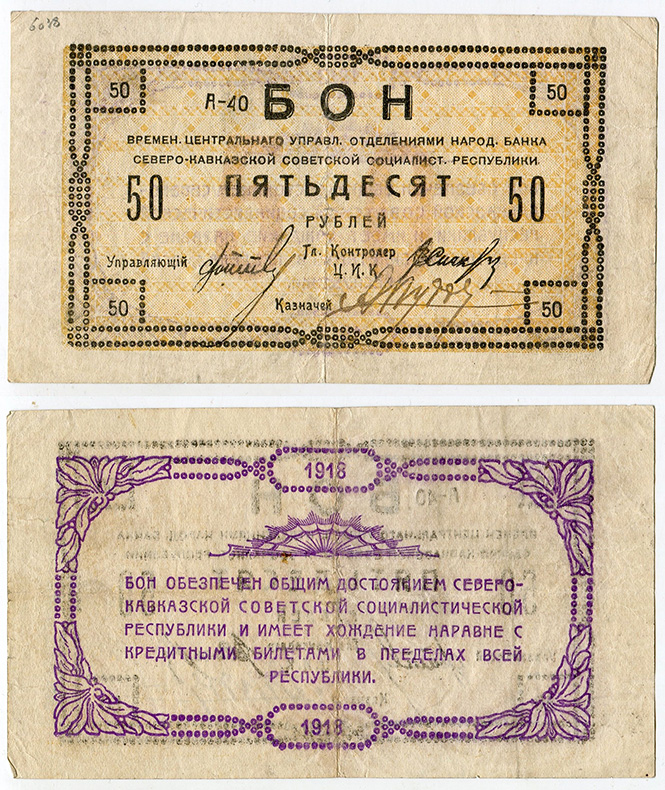 5078
50
А-40 БОН
50
ВРЕМЕН. ЦЕНТРАЛЬНАГО УПРАВЛ. ОТДЕЛЕНИЯМИ НАРОД. БАНКА
СЕВЕРО-КАВКАЗСКОЙ СОВЕТСКОЙ СОЦИАЛИСТ. РЕСПУБЛИКИ.
50 ПЯТЬДЕСЯТ 50
РУБЛЕЙ
Управляющій
Гл. Контролер
Ц. И. К.
50
Казначей
50
1918
БОН ОБЕЗПЕЧЕН ОБЩИМ ДОСТОЯНИЕМ СЕВЕРО-
КАВКАЗСКОЙ СОВЕТСКОЙ СОЦИАЛИСТИЧЕСКОЙ
РЕСПУБЛИКИ И ИМЕЕТ ХОЖДЕНИЕ НАРАВНЕ С
КРЕДИТНЫМИ БИЛЕТАМИ В ПРЕДЕЛАХ ВСЕЙ
РЕСПУБЛИКИ.
1918